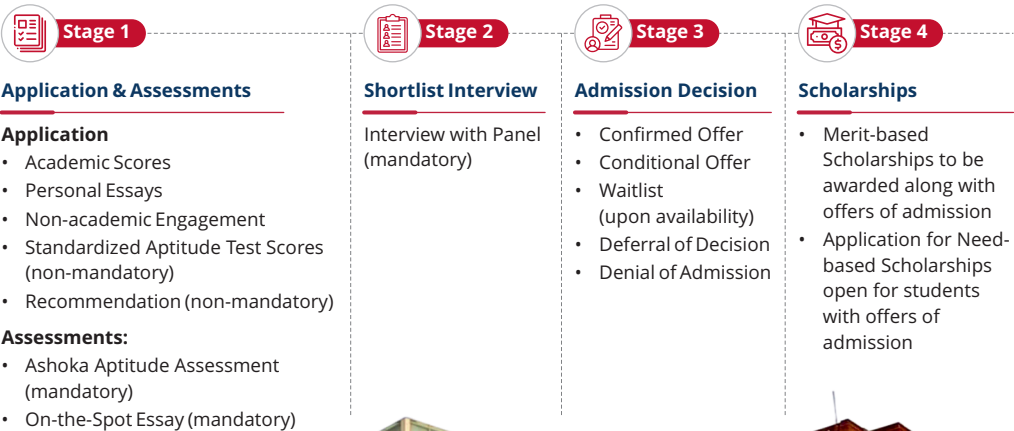 Stage 1
Application & Assessments
Application
• Academic Scores
• Personal Essays
• Non-academic Engagement
• Standardized Aptitude Test Scores
(non-mandatory)
• Recommendation (non-mandatory)
Assessments:
• Ashoka Aptitude Assessment
(mandatory)
• On-the-Spot Essay (mandatory)
Stage 2
Shortlist Interview
Interview with Panel
(mandatory)
Stage 3
Admission Decision
• Confirmed Offer
• Conditional Offer
• Waitlist
(upon availability)
• Deferral of Decision
• Denial of Admission
Stage 4
Scholarships
• Merit-based
Scholarships to be
awarded along with
offers of admission
• Application for Need-
based Scholarships
open for students
with offers of
admission